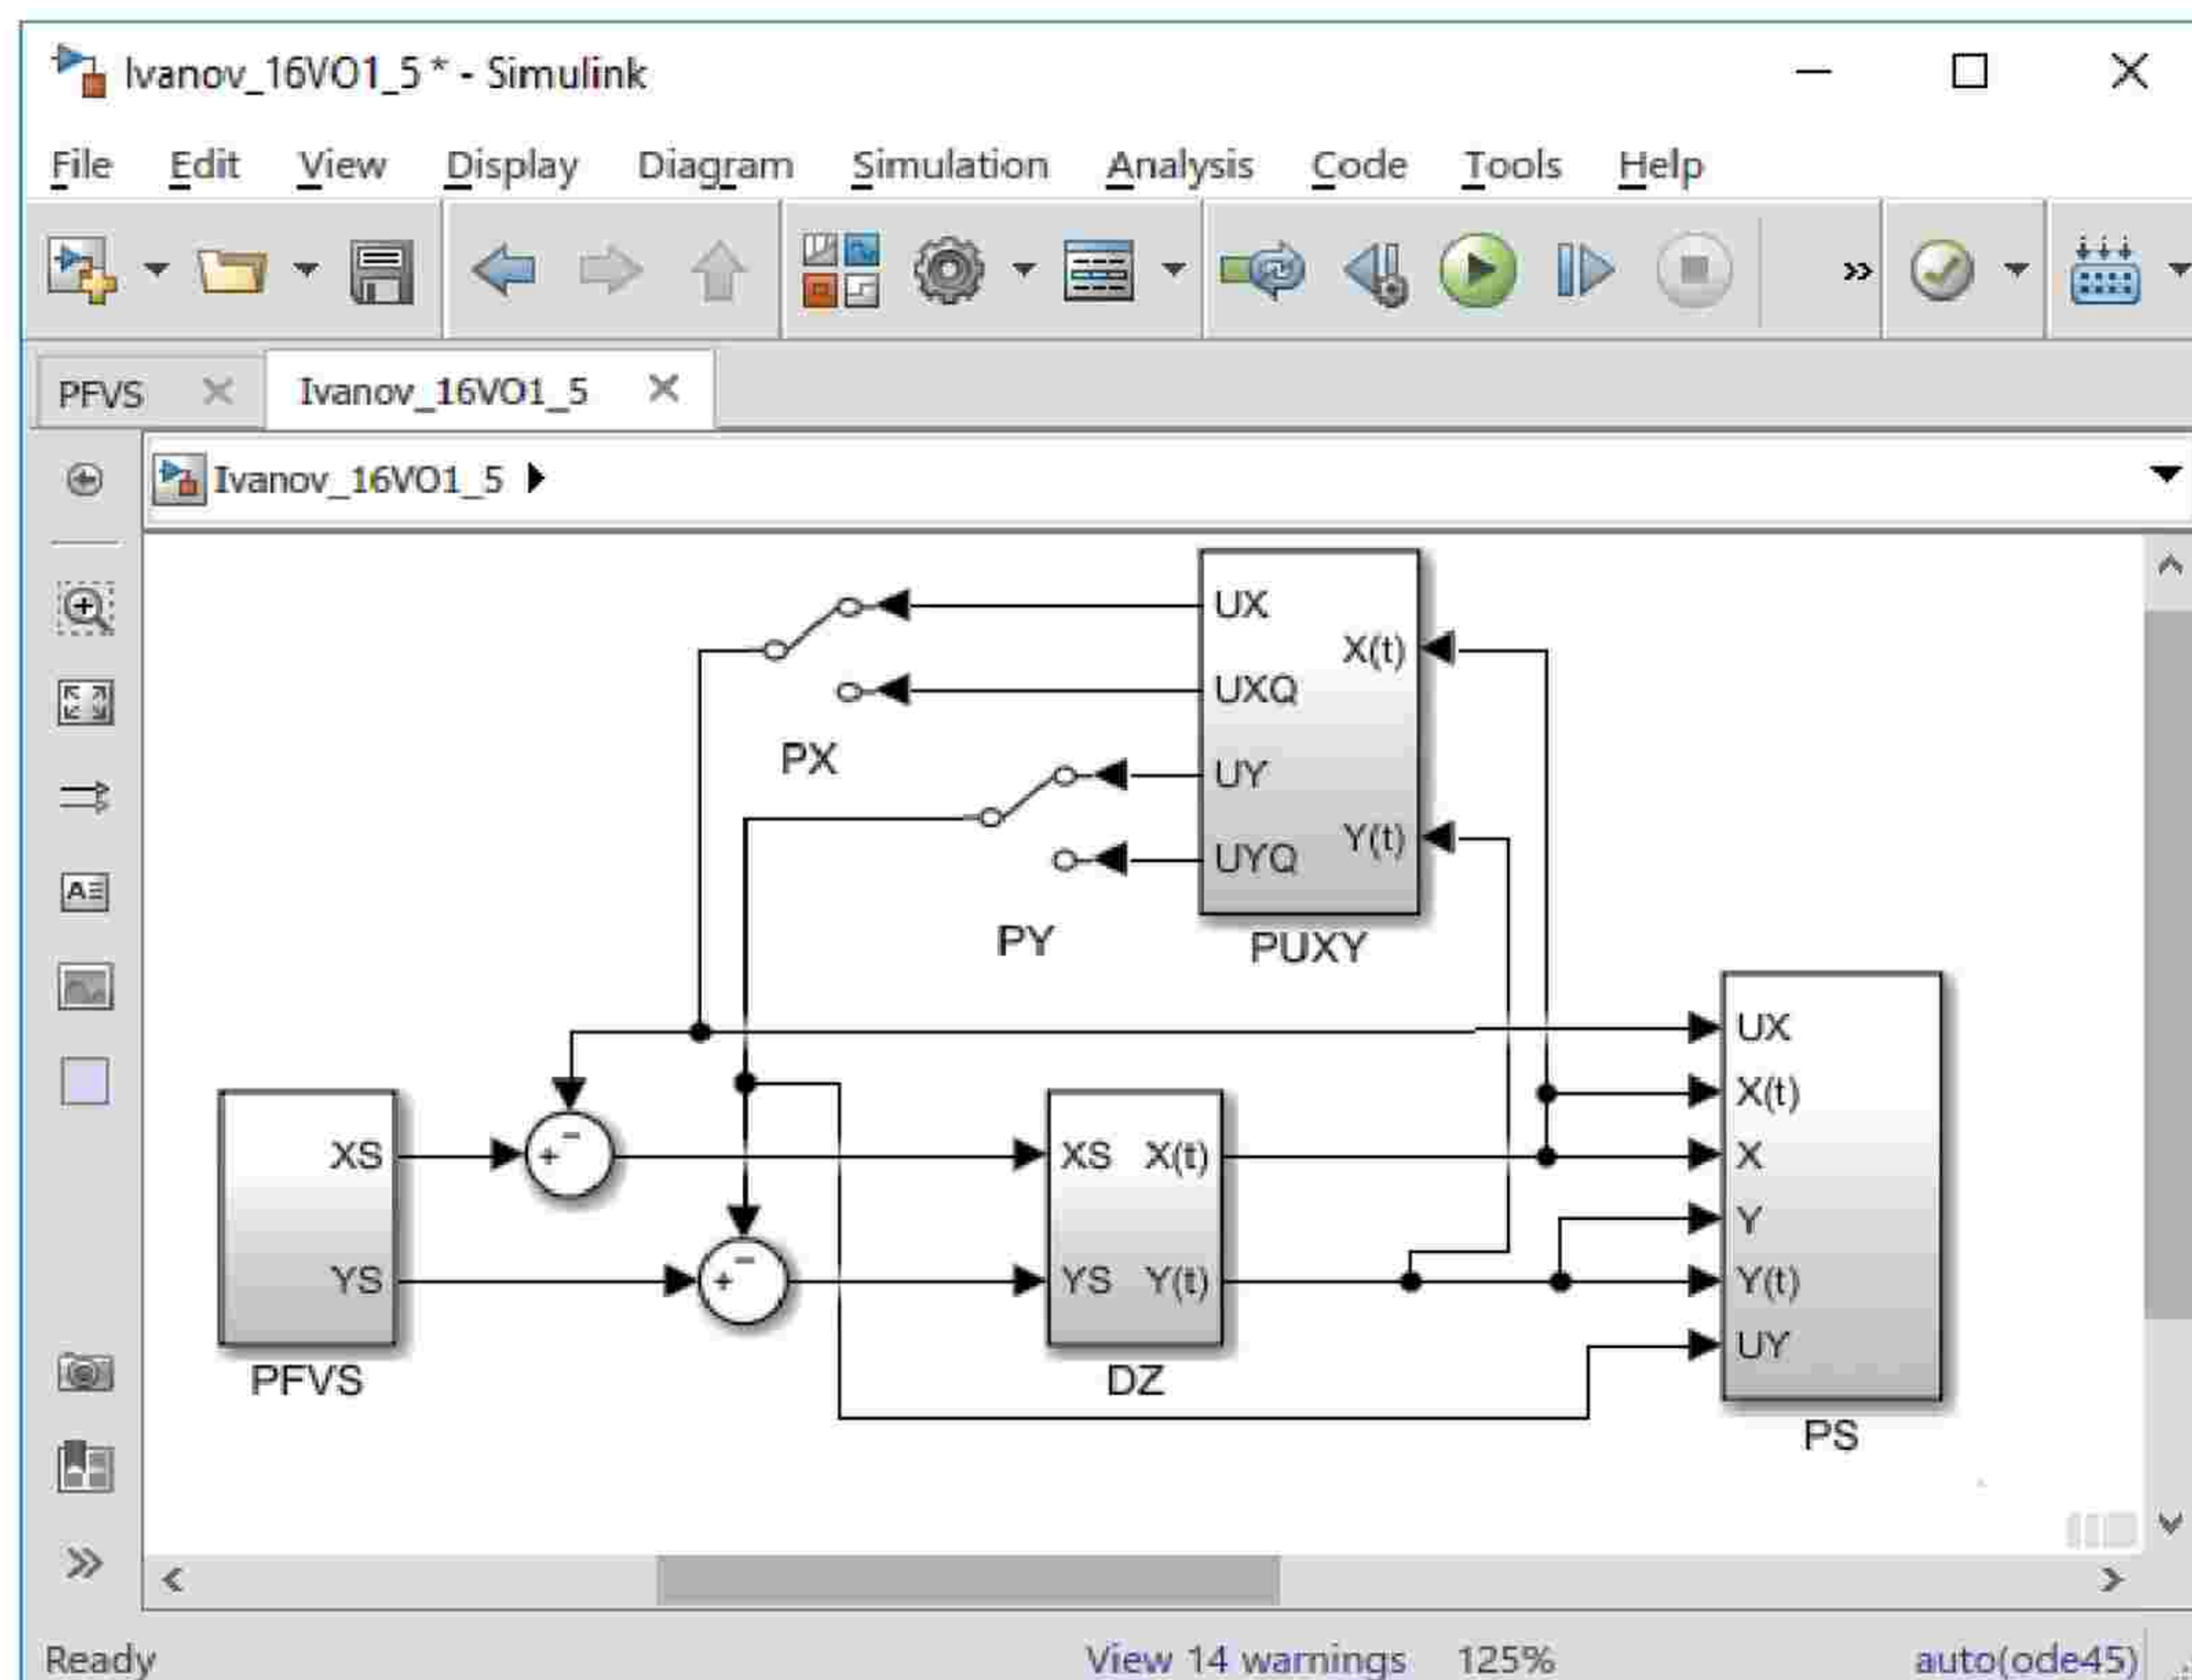 Ivanov_16VO1_5 * - Simulink
File Edit View Display Diagram Simulation Analysis Code Tools Help
PFVS Ivanov_16VO1_5
Ivanov_16VO1_5
UX
X(t)
UXQ
PX
UY
Y(t)
UYQ
PY
PUXY
UX
X(t)
XS
+ -
XS X(t)
X
Y
YS
+ -
YS Y(t)
Y(t)
UY
PFVS
DZ
PS
Ready View 14 warnings 125% auto(ode45)